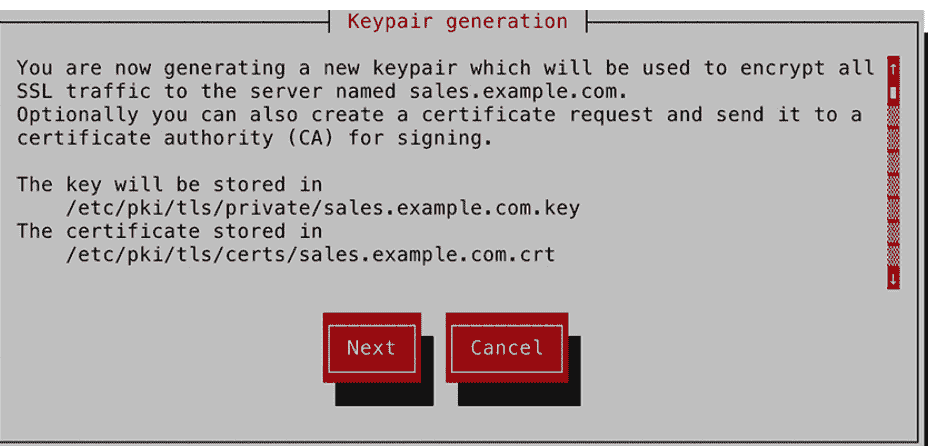 Keypair generation
You are now generating a new keypair which will be used to encrypt all
SSL traffic to the server named sales.example.com.
Optionally you can also create a certificate request and send it to a
certificate authority (CA) for signing.
The key will be stored in
/etc/pki/tls/private/sales.example.com.key
The certificate stored in
/etc/pki/tls/certs/sales.example.com.crt
Next Cancel